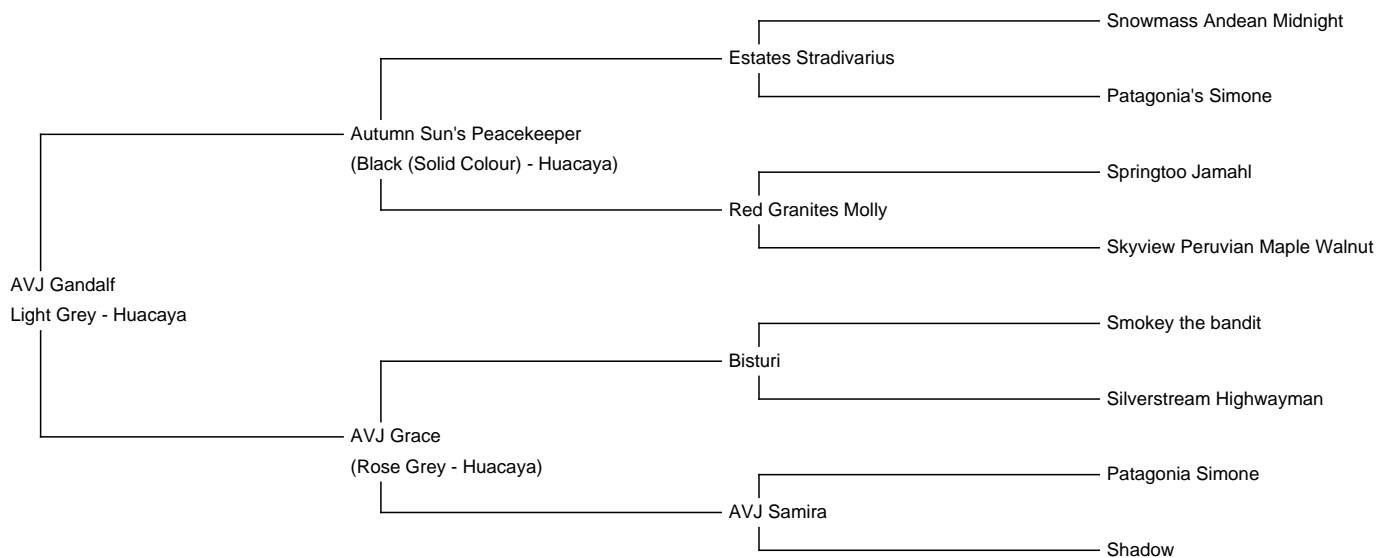 Snowmass Andean Midnight
Estates Stradivarius
Patagonia's Simone
Autumn Sun's Peacekeeper
(Black (Solid Colour) - Huacaya)
Springtoo Jamahl
Red Granites Molly
Skyview Peruvian Maple Walnut
AVJ Gandalf
Light Grey - Huacaya
Smokey the bandit
Bisturi
Silverstream Highwayman
AVJ Grace
(Rose Grey - Huacaya)
Patagonia Simone
AVJ Samira
Shadow